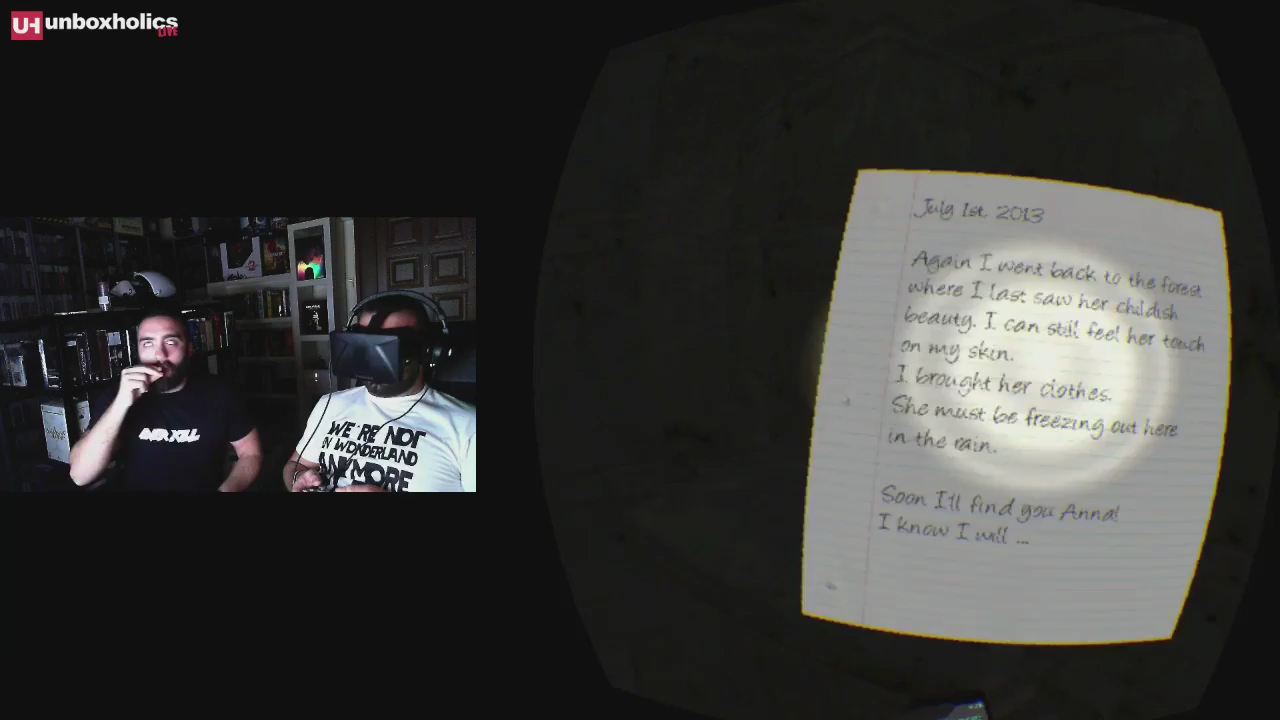 unboxholics
LIVE
OVERKILL
WE'RE NOT
IN WONDERLAND
ANYMORE
July 1st 2013
Again I went back to the forest
where I last saw her childish
beauty. I can still feel her touch
on my skin.
I brought her clothes.
She must be freezing out here
in the rain.
Soon I'll find you Anna!
I know I will ...